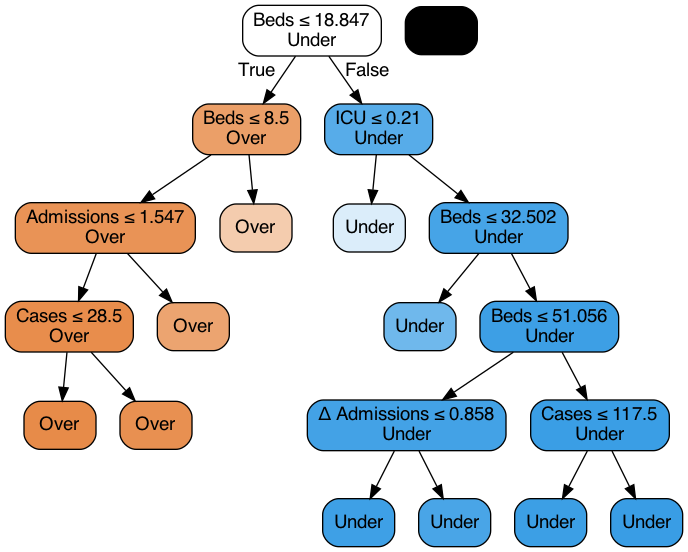 Beds ≤ 18.847
Under
True
False
Beds ≤ 8.5
Over
ICU ≤ 0.21
Under
Admissions ≤ 1.547
Over
Over
Under
Beds ≤ 32.502
Under
Cases ≤ 28.5
Over
Over
Under
Beds ≤ 51.056
Under
Over
Over
Δ Admissions ≤ 0.858
Under
Cases ≤ 117.5
Under
Under
Under
Under
Under